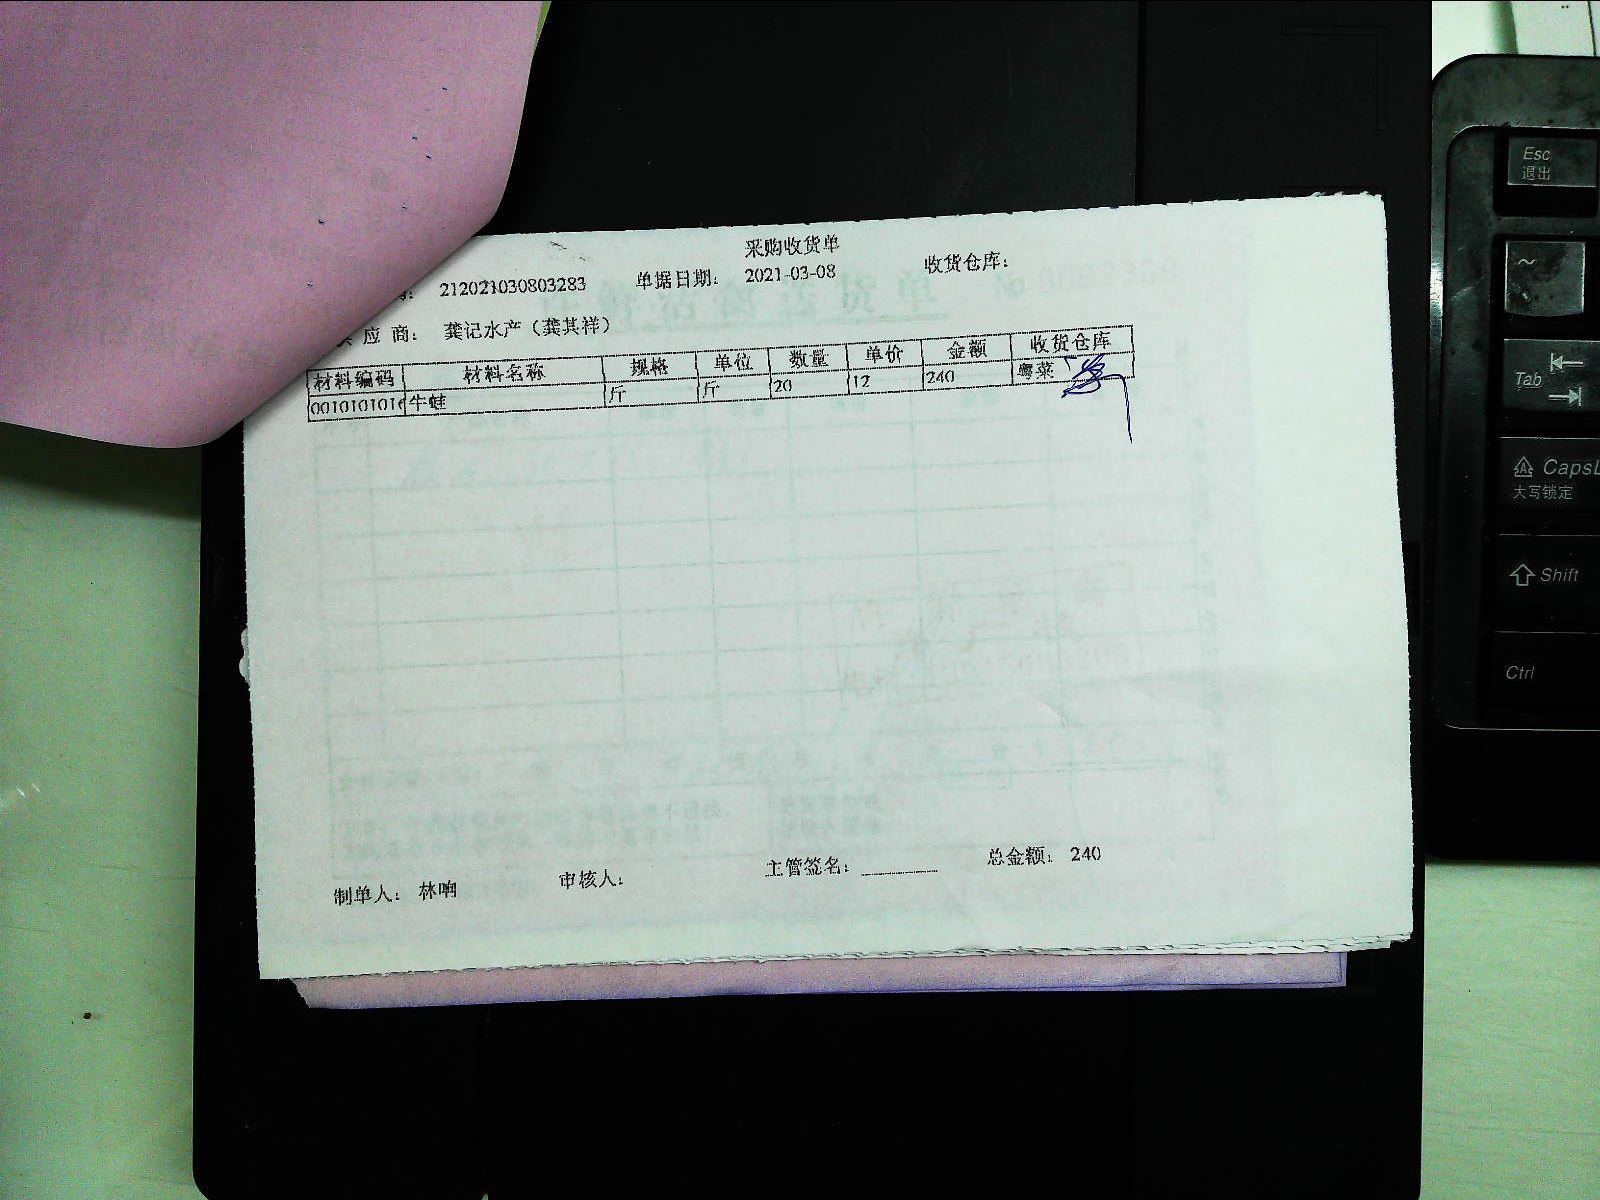 采购收货单
212021030803283 单据日期: 2021-03-08 收货仓库:
应 商: 龚记水产（龚其祥）
材料编码 材料名称 规格 单位 数量 单价 金额 收货仓库
0010101016 牛蛙 斤 斤 20 12 240 粤菜
制单人: 林响 审核人: 主管签名: 总金额: 240
Esc
退出
~
Tab
CapsL
大写锁定
Shift
Ctrl